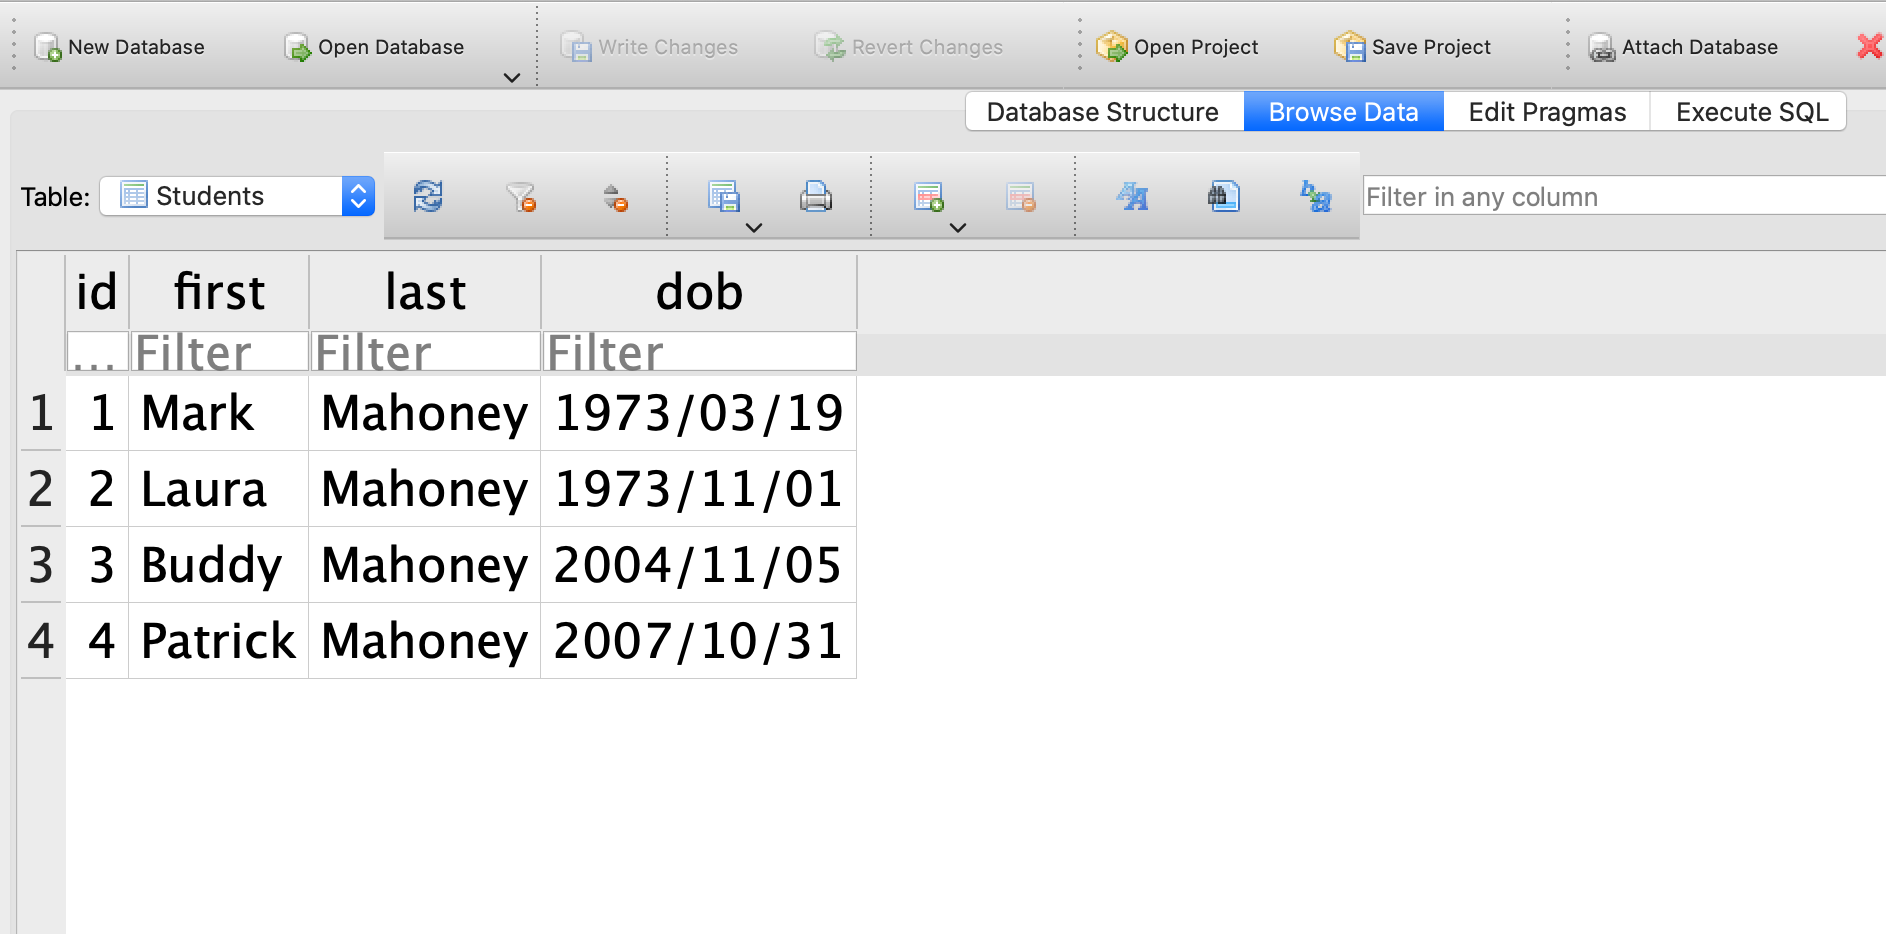 New Database Open Database Write Changes Revert Changes Open Project Save Project Attach Database
Database Structure Browse Data Edit Pragmas Execute SQL
Table: Students Filter in any column
id first last dob
... Filter Filter Filter
1 1 Mark Mahoney 1973/03/19
2 2 Laura Mahoney 1973/11/01
3 3 Buddy Mahoney 2004/11/05
4 4 Patrick Mahoney 2007/10/31